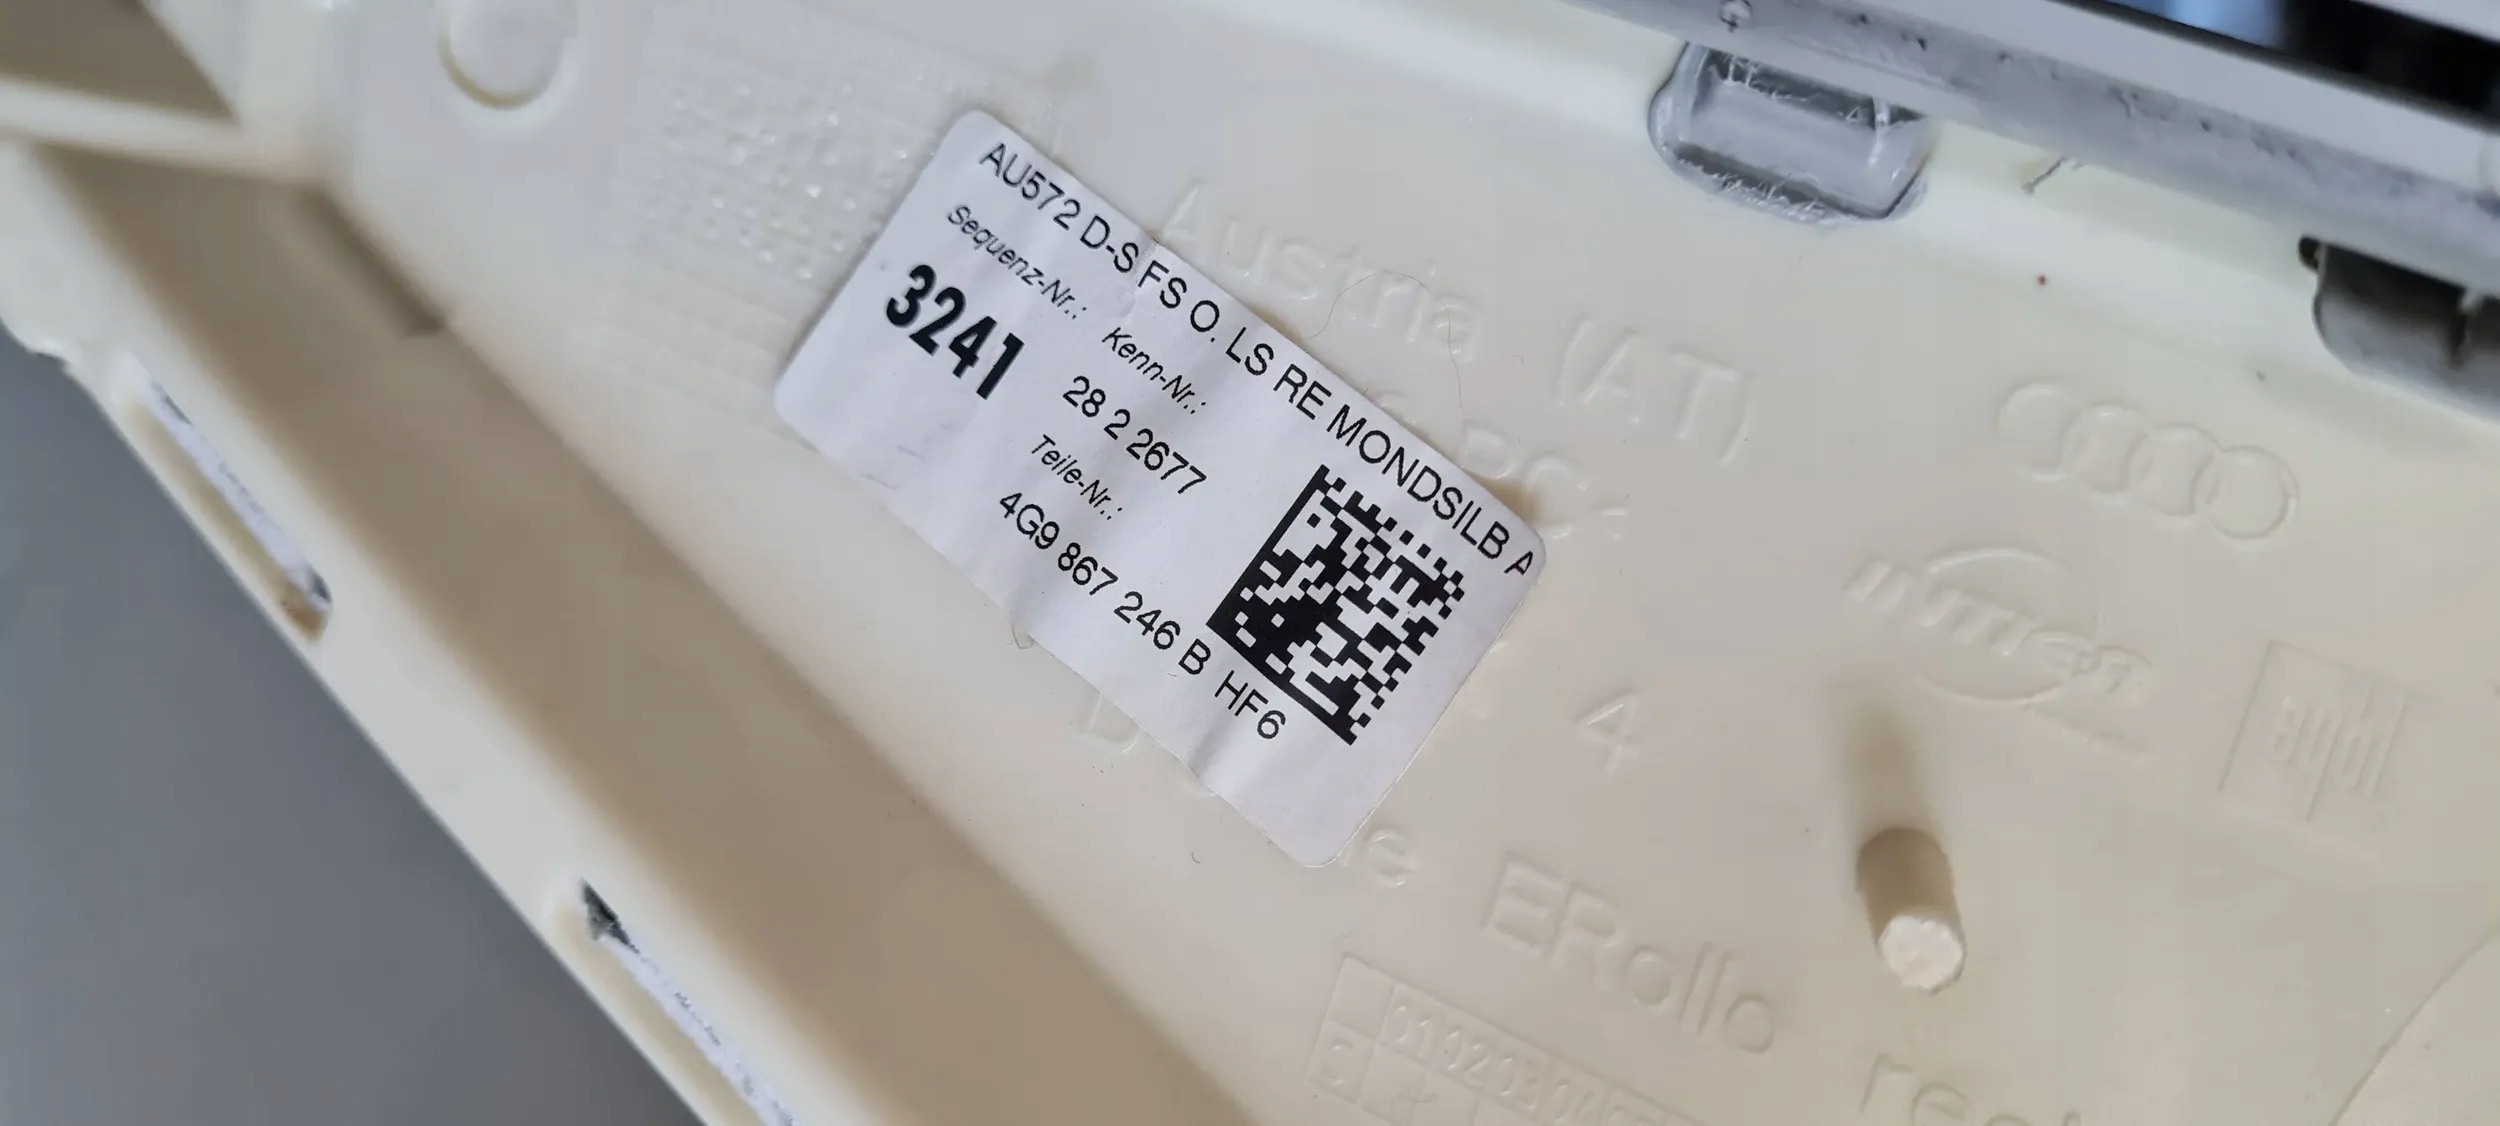 AU572 D-S FS O. LS RE MONDSILB A
Sequenz-Nr.:
Kenn-Nr.:
3241
28 2 2677
Teile-Nr.:
4G9 867 246 B HF6
Austria (AT)
4
ERollo